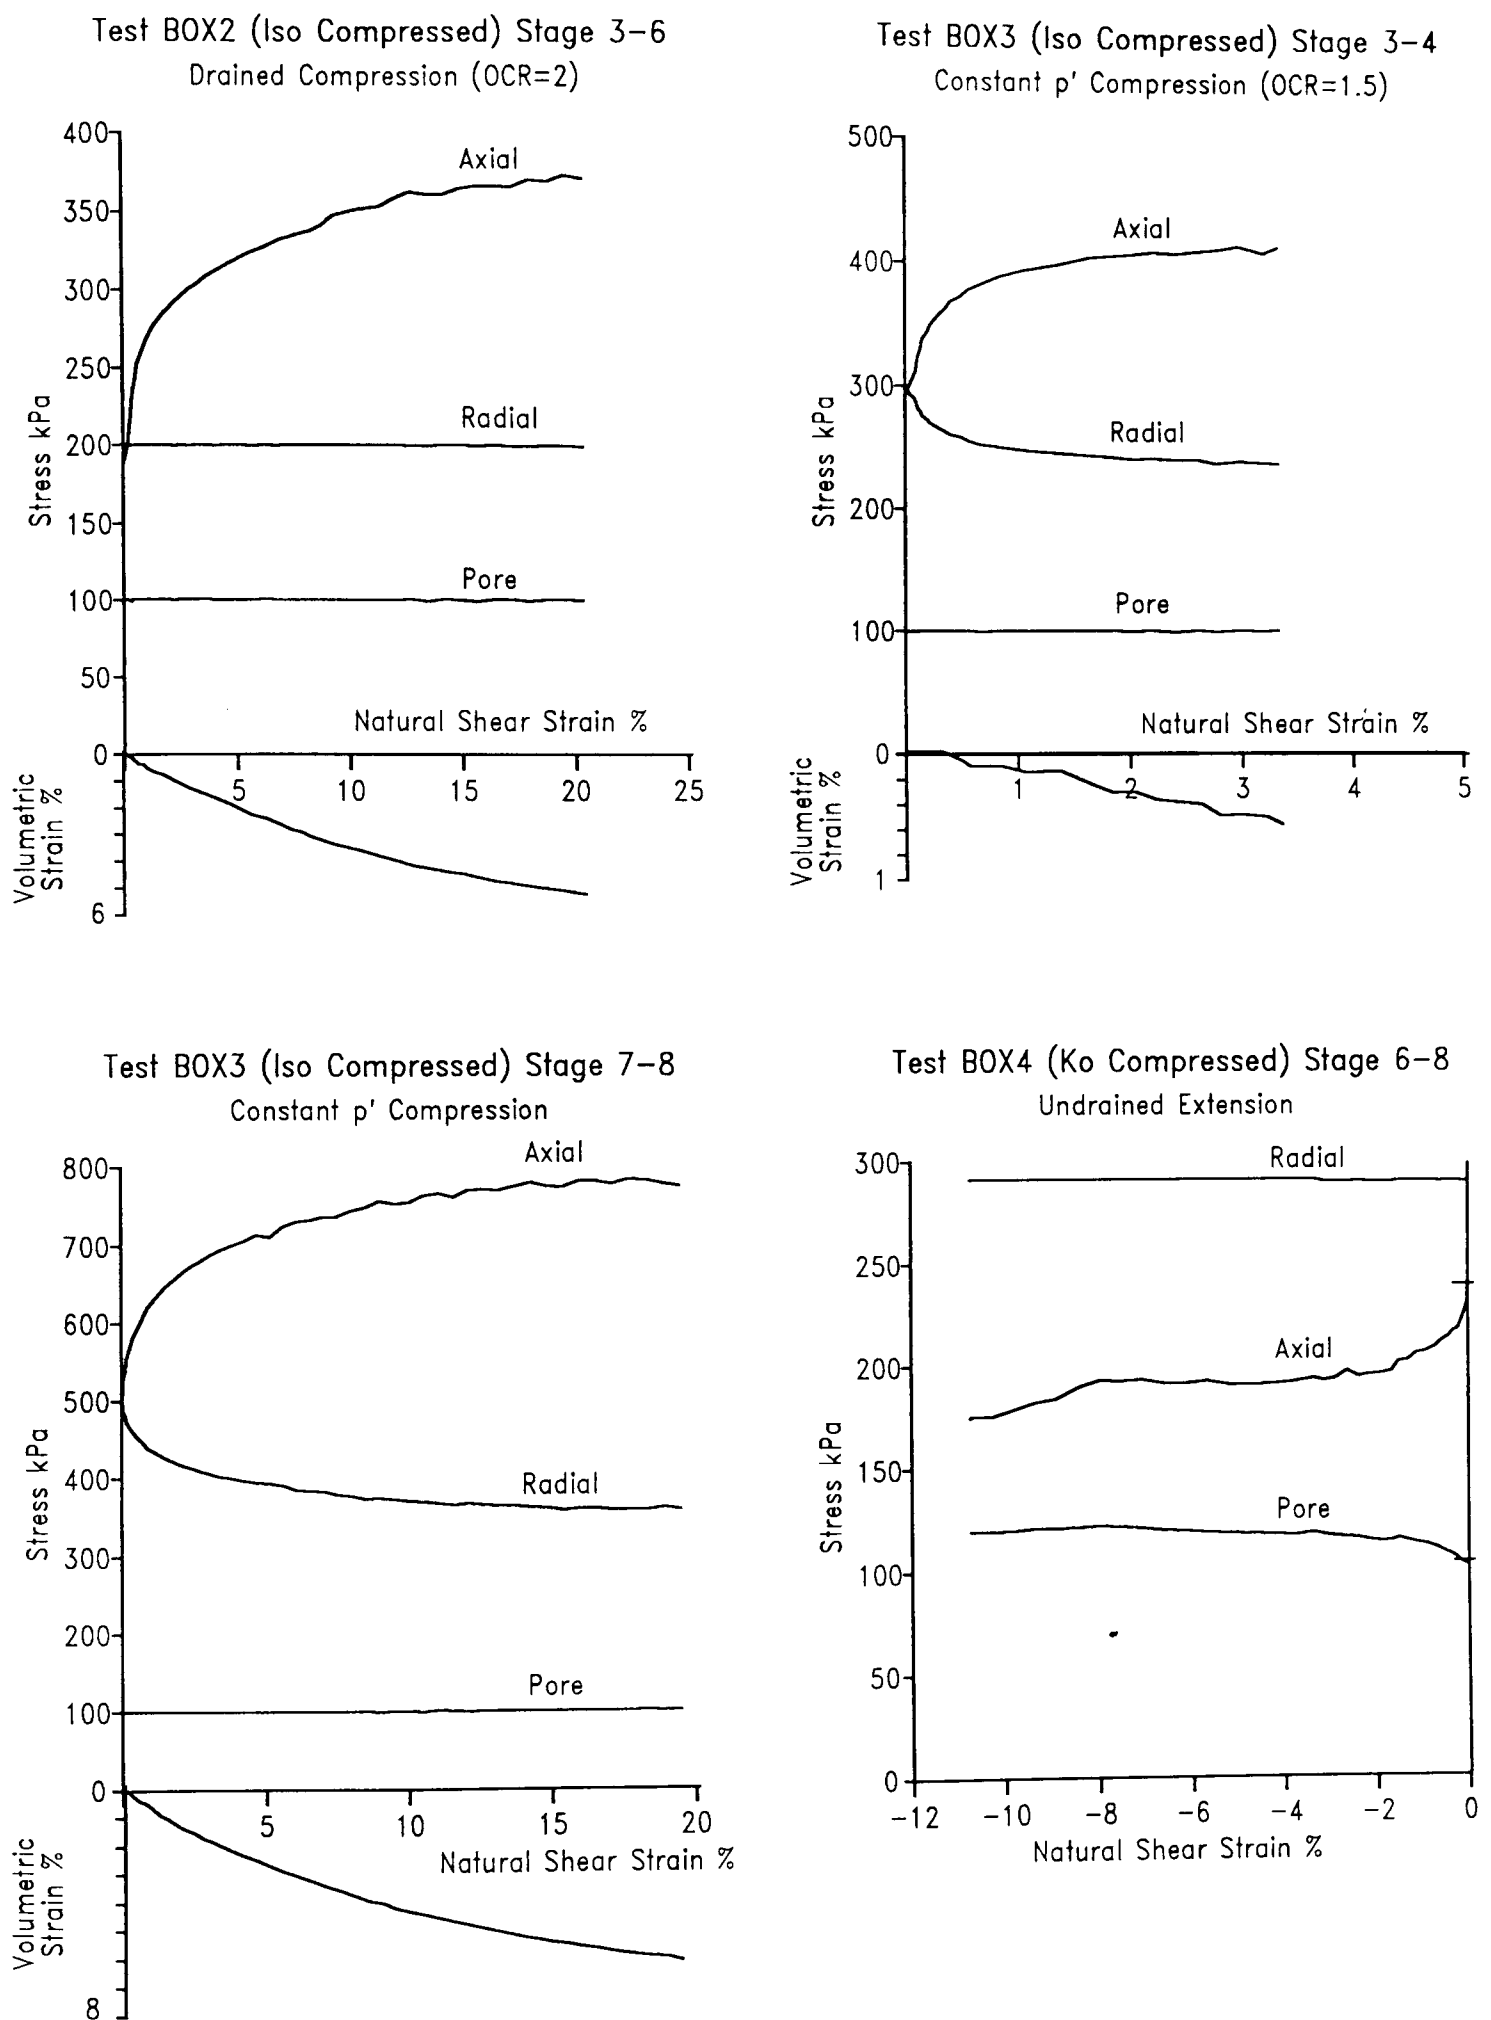 Test BOX2 (Iso Compressed) Stage 3-6
Drained Compression (OCR=2)
400
350
300
250
200
150
100
50
0
Stress kPa
Axial
Radial
Pore
Natural Shear Strain %
5
10
15
20
25
Volumetric
Strain %
6
Test BOX3 (Iso Compressed) Stage 3-4
Constant p' Compression (OCR=1.5)
500
400
300
200
100
0
Stress kPa
Axial
Radial
Pore
Natural Shear Strain %
1
2
3
4
5
Volumetric
Strain %
1
Test BOX3 (Iso Compressed) Stage 7-8
Constant p' Compression
800
700
600
500
400
300
200
100
0
Stress kPa
Axial
Radial
Pore
5
10
15
20
Natural Shear Strain %
Volumetric
Strain %
8
Test BOX4 (Ko Compressed) Stage 6-8
Undrained Extension
300
250
200
150
100
50
0
Stress kPa
Radial
Axial
Pore
-12
-10
-8
-6
-4
-2
0
Natural Shear Strain %